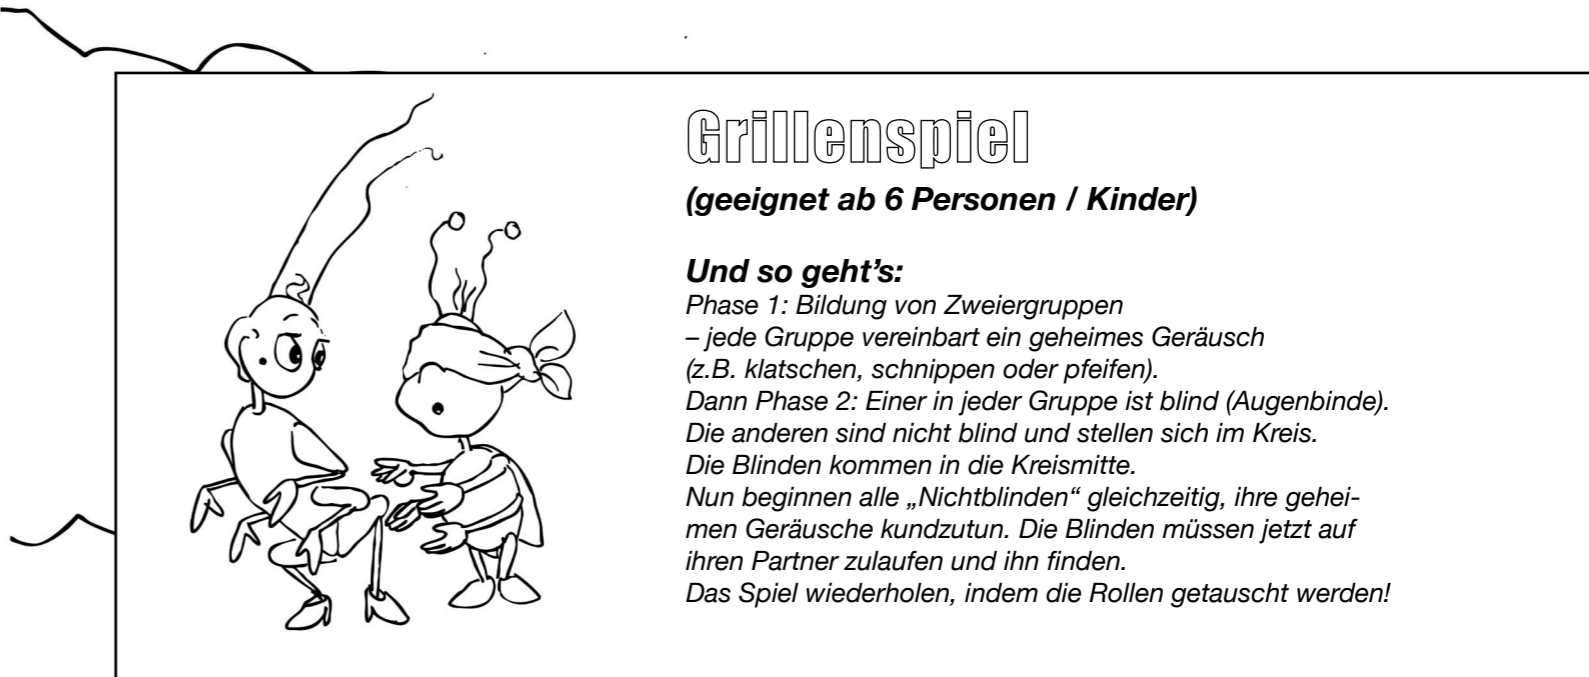 Grillenspiel
(geeignet ab 6 Personen / Kinder)
Und so geht’s:
Phase 1: Bildung von Zweiergruppen
– jede Gruppe vereinbart ein geheimes Geräusch
(z.B. klatschen, schnippen oder pfeifen).
Dann Phase 2: Einer in jeder Gruppe ist blind (Augenbinde).
Die anderen sind nicht blind und stellen sich im Kreis.
Die Blinden kommen in die Kreismitte.
Nun beginnen alle „Nichtblinden“ gleichzeitig, ihre gehei-
men Geräusche kundzutun. Die Blinden müssen jetzt auf
ihren Partner zulaufen und ihn finden.
Das Spiel wiederholen, indem die Rollen getauscht werden!